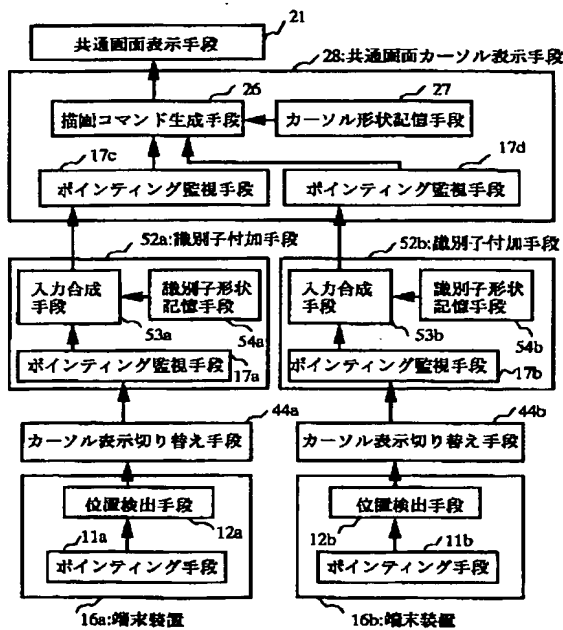 21
共通画面表示手段
28:共通画面カーソル表示手段
26
27
描画コマンド生成手段
カーソル形状記憶手段
17c
17d
ポインティング監視手段
ポインティング監視手段
52a:識別子付加手段
52b:識別子付加手段
入力合成
手段
識別子形状
記憶手段
入力合成
手段
識別子形状
記憶手段
53a
54a
53b
54b
ポインティング監視手段
ポインティング監視手段
17a
17b
44a
44b
カーソル表示切り替え手段
カーソル表示切り替え手段
位置検出手段
位置検出手段
12a
12b
11a
11b
ポインティング手段
ポインティング手段
16a:端末装置
16b:端末装置